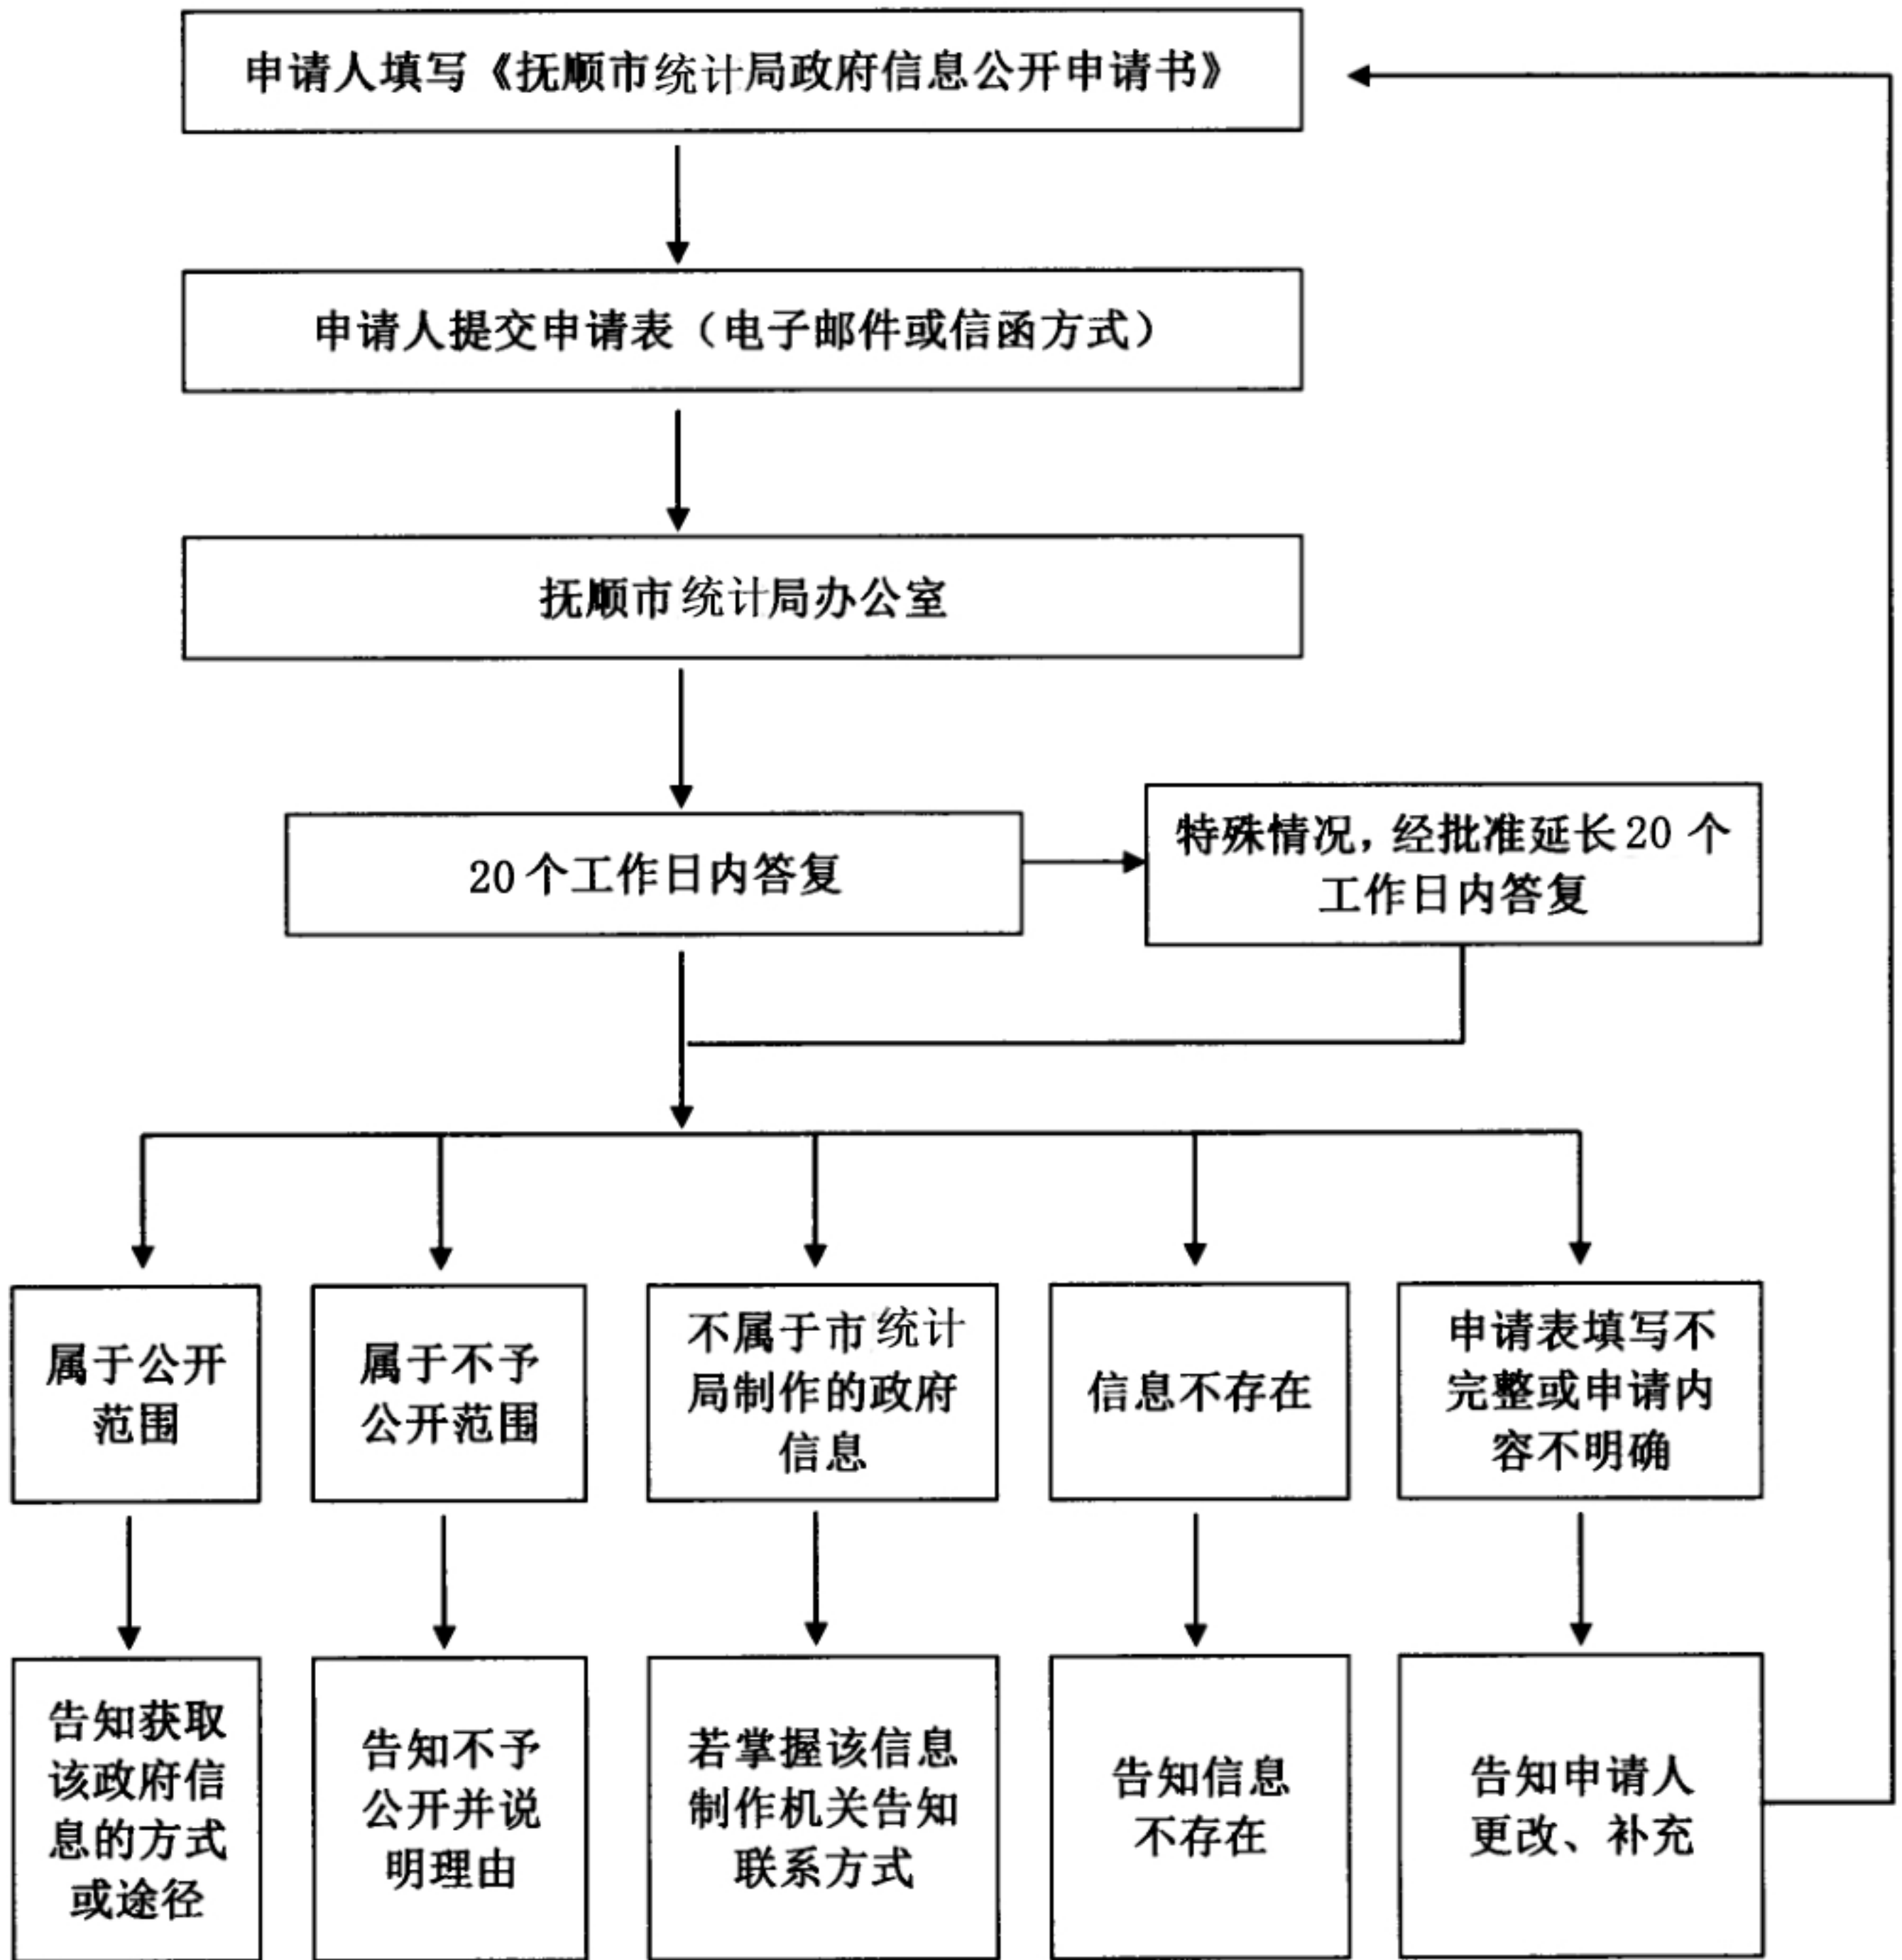 申请人填写《抚顺市统计局政府信息公开申请书》
申请人提交申请表（电子邮件或信函方式）
抚顺市统计局办公室
20个工作日内答复
特殊情况，经批准延长20个
工作日内答复
属于公开
范围
属于不予
公开范围
不属于市统计
局制作的政府
信息
信息不存在
申请表填写不
完整或申请内
容不明确
告知获取
该政府信
息的方式
或途径
告知不予
公开并说
明理由
若掌握该信息
制作机关告知
联系方式
告知信息
不存在
告知申请人
更改、补充